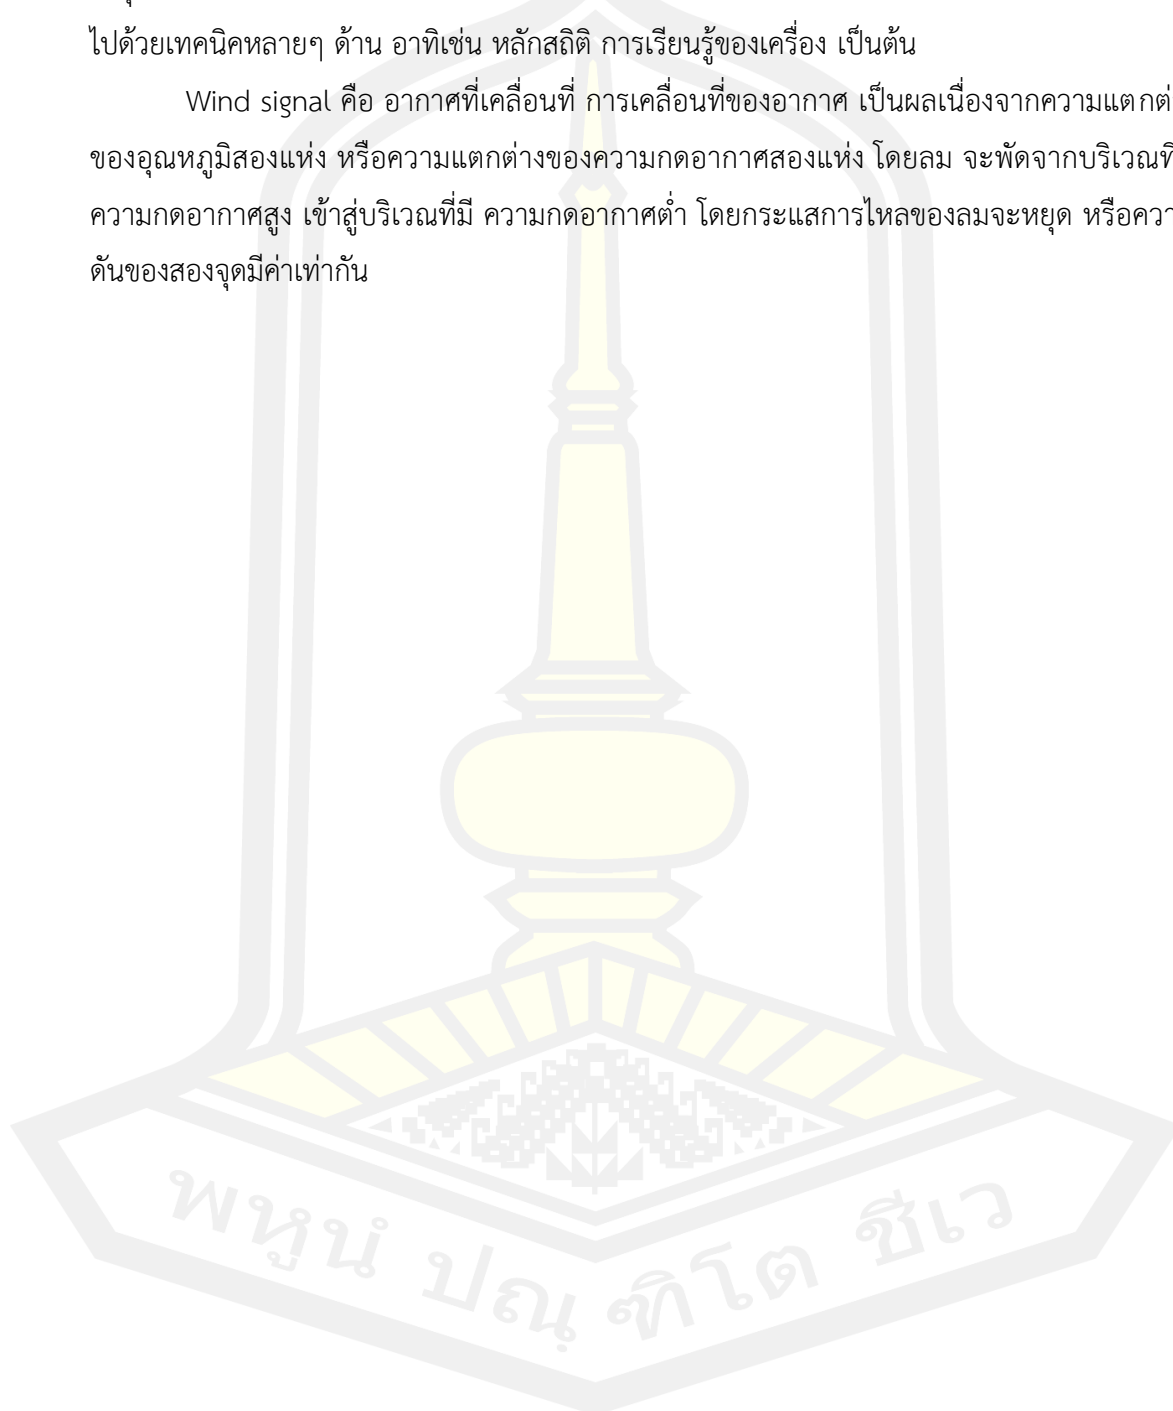 ไปด้วยเทคนิคหลายๆ ด้าน อาทิเช่น หลักสถิติ การเรียนรู้ของเครื่อง เป็นต้น
Wind signal คือ อากาศที่เคลื่อนที่ การเคลื่อนที่ของอากาศ เป็นผลเนื่องจากความแตกต่
ของอุณหภูมิสองแห่ง หรือความแตกต่างของความกดอากาศสองแห่ง โดยลม จะพัดจากบริเวณที่
ความกดอากาศสูง เข้าสู่บริเวณที่มี ความกดอากาศต่ำ โดยกระแสการไหลของลมจะหยุด หรือควา
ดันของสองจุดมีค่าเท่ากัน
พหูนํ ปณฺฑิโต ชีเว